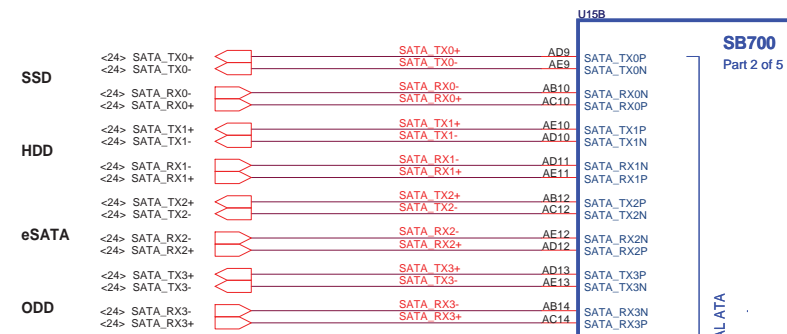 U15B
SB700
Part 2 of 5
SSD
<24> SATA_TX0+ SATA_TX0+ AD9 SATA_TX0P
<24> SATA_TX0- SATA_TX0- AE9 SATA_TX0N
<24> SATA_RX0- SATA_RX0- AB10 SATA_RX0N
<24> SATA_RX0+ SATA_RX0+ AC10 SATA_RX0P
HDD
<24> SATA_TX1+ SATA_TX1+ AE10 SATA_TX1P
<24> SATA_TX1- SATA_TX1- AD10 SATA_TX1N
<24> SATA_RX1- SATA_RX1- AD11 SATA_RX1N
<24> SATA_RX1+ SATA_RX1+ AE11 SATA_RX1P
eSATA
<24> SATA_TX2+ SATA_TX2+ AB12 SATA_TX2P
<24> SATA_TX2- SATA_TX2- AC12 SATA_TX2N
<24> SATA_RX2- SATA_RX2- AE12 SATA_RX2N
<24> SATA_RX2+ SATA_RX2+ AD12 SATA_RX2P
ODD
<24> SATA_TX3+ SATA_TX3+ AD13 SATA_TX3P
<24> SATA_TX3- SATA_TX3- AE13 SATA_TX3N
<24> SATA_RX3- SATA_RX3- AB14 SATA_RX3N
<24> SATA_RX3+ SATA_RX3+ AC14 SATA_RX3P
ATA